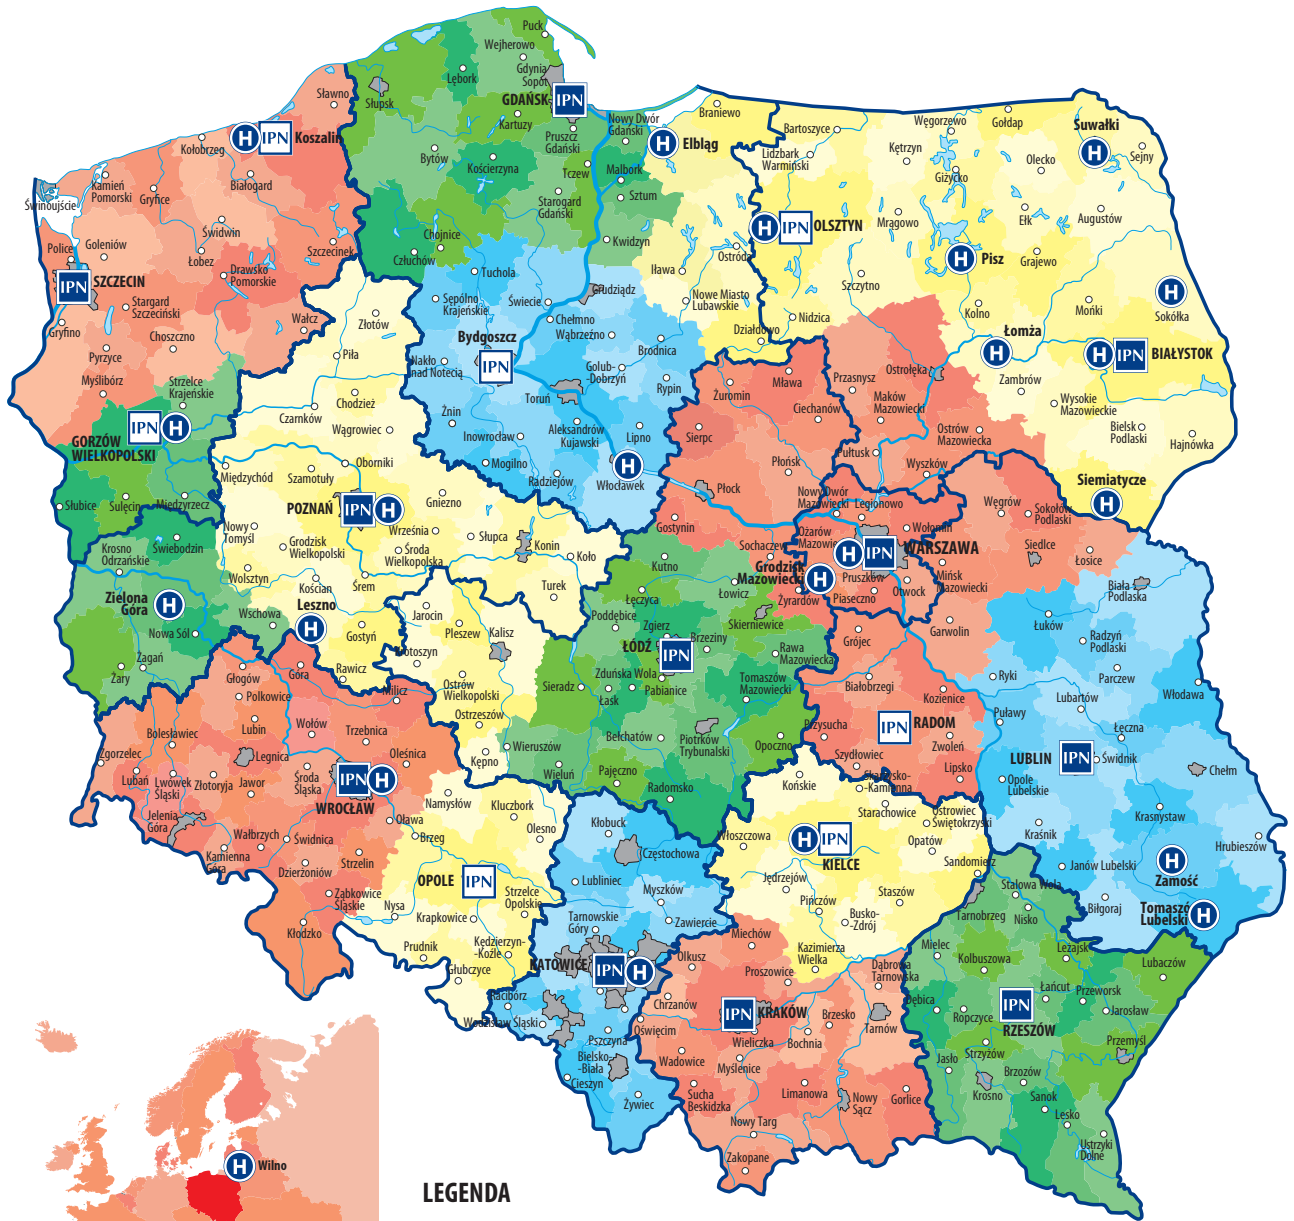 Puck
Wejherowo
Gdynia
Sopot
Lębork
Sławno
Słupsk
GDAŃSK
IPN
Kartuzy
Pruszcz
Gdański
Nowy Dwór
Gdański
Braniewo
H
Elbląg
Bartoszyce
Węgorzewo
Gołdap
Suwałki
H
Sejny
H
IPN
Koszalin
Kołobrzeg
Białogard
Bytów
Kościerzyna
Tczew
Malbork
Sztum
Lidzbark
Warmiński
Kętrzyn
Giżycko
Olecko
Kamień
Pomorski
Gryfice
Świnoujście
Starogard
Gdański
Świdwin
Szczecinek
Chojnice
Człuchów
Kwidzyn
H
IPN
OLSZTYN
Mrągowo
Ełk
Augustów
Police
Goleniów
Łobez
Drawsko
Pomorskie
Ostróda
Iława
H
Pisz
Grajewo
IPN
SZCZECIN
Tuchola
Sępólno
Krajeńskie
Świecie
Grudziądz
Nowe Miasto
Lubawskie
Szczytno
Kolno
Mońki
H
Sokółka
Stargard
Szczeciński
Gryfino
Wałcz
Złotów
Chełmno
Wąbrzeźno
Działdowo
Nidzica
Choszczno
Pyrzyce
Bydgoszcz
IPN
Piła
Nakło
nad Notecią
Brodnica
Golub-
Dobrzyń
Łomża
H
H
IPN
BIAŁYSTOK
Myślibórz
Strzelce
Krajeńskie
Chodzież
Czarnków
Toruń
Rypin
Żuromin
Mława
Przasnysz
Ostrołęka
Zambrów
Wysokie
Mazowieckie
IPN
H
GORZÓW
WIELKOPOLSKI
Wągrowiec
Żnin
Inowrocław
Aleksandrów
Kujawski
Lipno
Sierpc
Ciechanów
Maków
Mazowiecki
Ostrów
Mazowiecka
Bielsk
Podlaski
Hajnówka
Międzychód
Szamotuły
Oborniki
Mogilno
Radziejów
H
Włocławek
Płońsk
Pułtusk
Wyszków
Siemiatycze
H
Słubice
Sulęcin
Międzyrzecz
POZNAŃ
IPN
H
Gniezno
Płock
Nowy Dwór
Mazowiecki
Legionowo
Węgrów
Sokołów
Podlaski
Nowy
Tomyśl
Września
Słupca
Gostynin
Wołomin
Krosno
Odrzańskie
Świebodzin
Grodzisk
Wielkopolski
Środa
Wielkopolska
Konin
Koło
Sochaczew
Ożarów
Mazowiecki
H
IPN
WARSZAWA
Siedlce
Łosice
Wolsztyn
Kościan
Śrem
Turek
Kutno
Łowicz
Grodzisk
Mazowiecki
H
Pruszków
Piaseczno
Otwock
Mińsk
Mazowiecki
Biała
Podlaska
Zielona
Góra
H
Leszno
H
Wschowa
Jarocin
Łęczyca
Poddębice
Żyrardów
Skierniewice
Łuków
Nowa Sól
Gostyń
Pleszew
Kalisz
Zgierz
Brzeziny
Grójec
Garwolin
Radzyń
Podlaski
Żagań
Żary
Głogów
Góra
Rawicz
Krotoszyn
ŁÓDŹ
IPN
Rawa
Mazowiecka
Parczew
Polkowice
Milicz
Ostrów
Wielkopolski
Sieradz
Zduńska Wola
Łask
Pabianice
Tomaszów
Mazowiecki
Białobrzegi
Kozienice
Ryki
Lubartów
Włodawa
Lubin
Wołów
Trzebnica
Ostrzeszów
Przysucha
IPN
RADOM
Puławy
Bolesławiec
Wieruszów
Bełchatów
Piotrków
Trybunalski
Opoczno
Zwoleń
Łęczna
Zgorzelec
Legnica
Oleśnica
Kępno
Szydłowiec
LUBLIN
IPN
Świdnik
Lubań
Lwówek
Śląski
Złotoryja
Jawor
Środa
Śląska
IPN
H
WROCŁAW
Wieluń
Pajęczno
Radomsko
Końskie
Skarżysko-
-Kamienna
Lipsko
Opole
Lubelskie
Chełm
Namysłów
Kluczbork
Starachowice
Ostrowiec
Świętokrzyski
Jelenia
Góra
Wałbrzych
Świdnica
Oława
Brzeg
Olesno
Kłobuck
Włoszczowa
H
IPN
KIELCE
Opatów
Kraśnik
Krasnystaw
Kamienna
Góra
Dzierżoniów
Strzelin
Częstochowa
Sandomierz
Janów Lubelski
H
Zamość
Hrubieszów
Ząbkowice
Śląskie
OPOLE
IPN
Strzelce
Opolskie
Lubliniec
Myszków
Jędrzejów
Staszów
Stalowa Wola
Biłgoraj
Tomaszów
Lubelski
H
Nysa
Krapkowice
Tarnowskie
Góry
Zawiercie
Pinczów
Busko-
-Zdrój
Tarnobrzeg
Nisko
Kłodzko
Prudnik
Kędzierzyn-
-Koźle
Miechów
Kazimierza
Wielka
Mielec
Leżajsk
Głubczyce
KATOWICE
IPN
H
Olkusz
Proszowice
Dąbrowa
Tarnowska
Kolbuszowa
Lubaczów
Racibórz
Wodzisław Śląski
Chrzanów
IPN
KRAKÓW
Brzesko
Tarnów
Dębica
Ropczyce
IPN
RZESZÓW
Łańcut
Przeworsk
Jarosław
Pszczyna
Oświęcim
Wieliczka
Bochnia
Bielsko-
-Biała
Wadowice
Myślenice
Jasło
Strzyżów
Przemyśl
Cieszyn
Sucha
Beskidzka
Limanowa
Nowy
Sącz
Gorlice
Krosno
Brzozów
Sanok
Żywiec
Nowy Targ
Lesko
Zakopane
Ustrzyki
Dolne
H
Wilno
LEGENDA